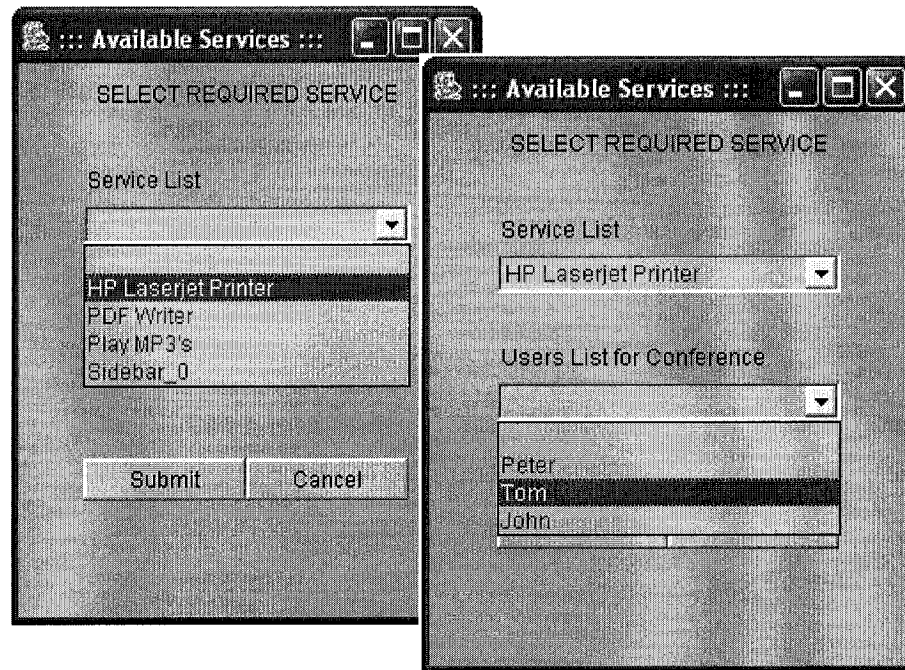 ::: Available Services :::
SELECT REQUIRED SERVICE
Service List
HP Laserjet Printer
PDF Writer
Play MP3's
Sidebar_0
Submit
Cancel
::: Available Services :::
SELECT REQUIRED SERVICE
Service List
HP Laserjet Printer
Users List for Conference
Peter
Tom
John